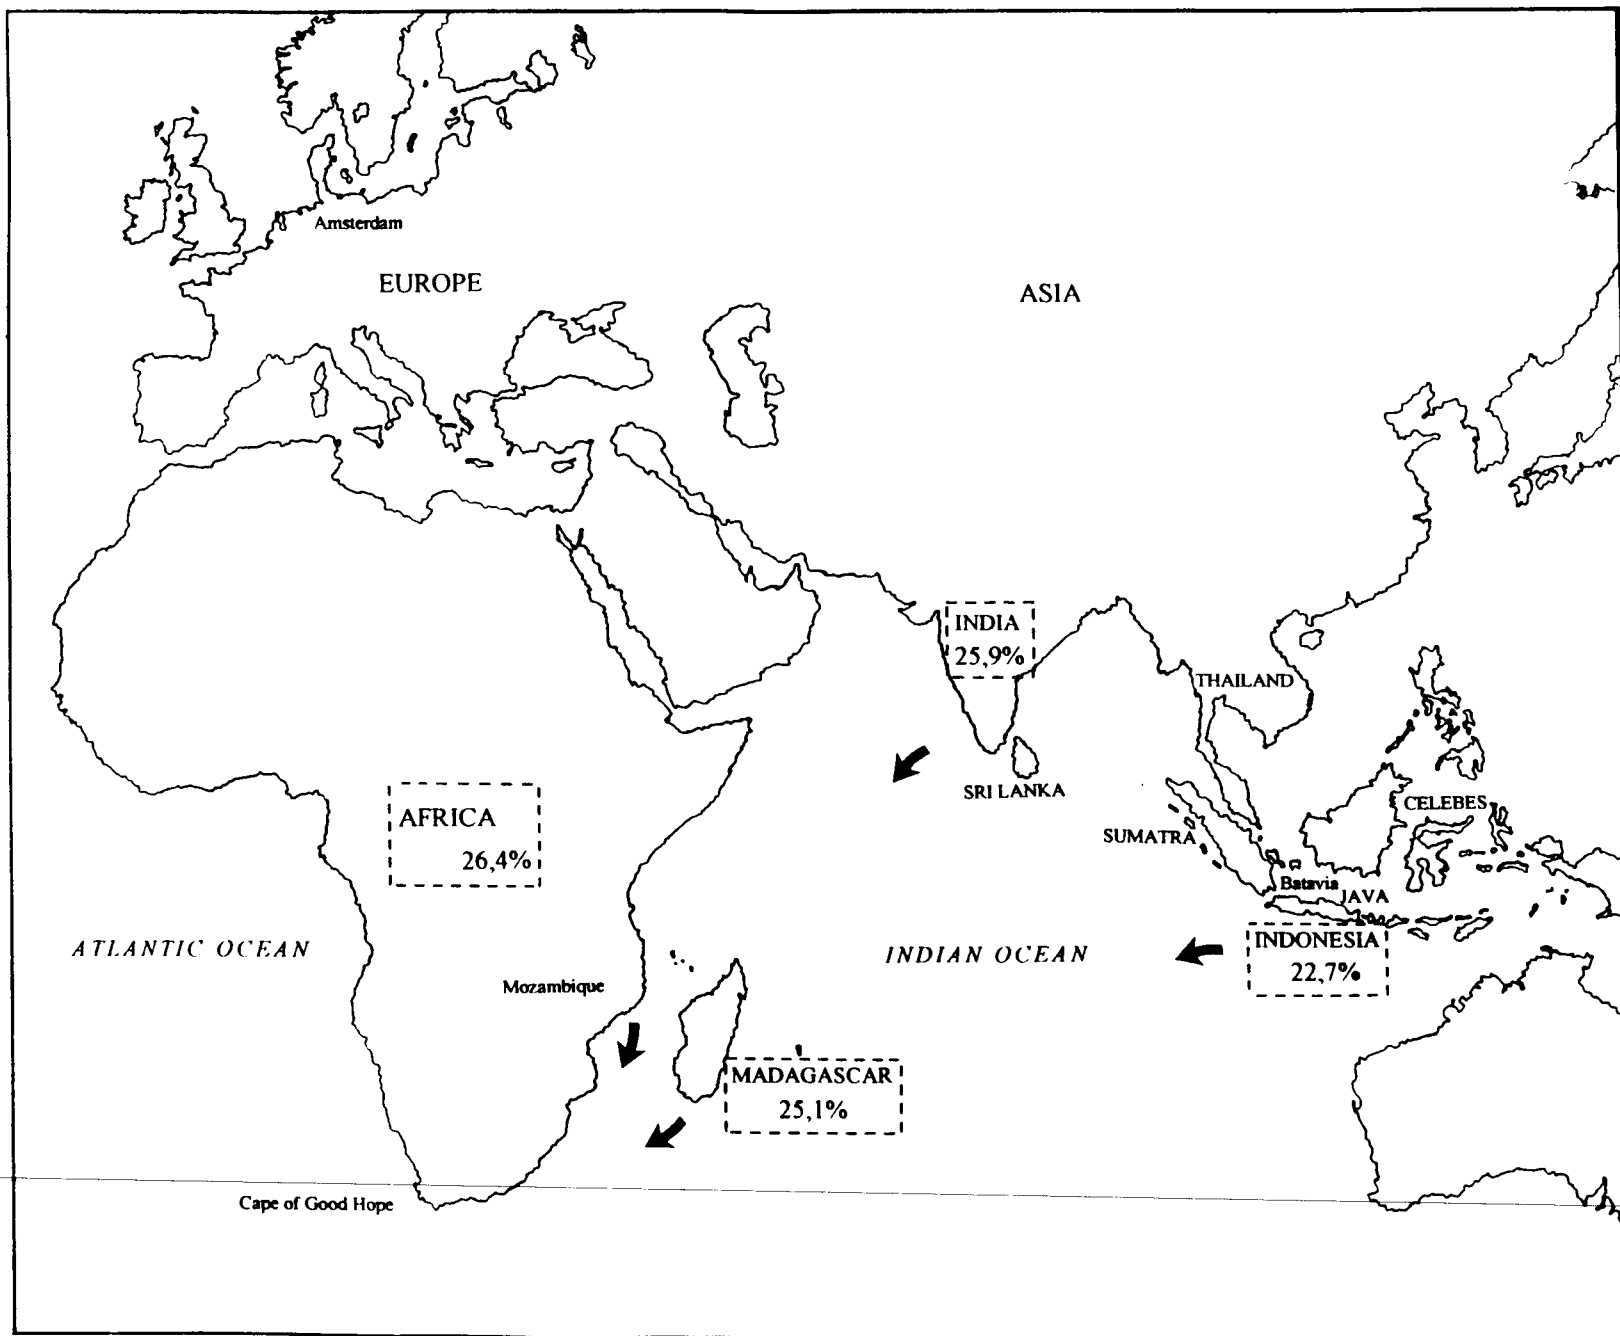 Amsterdam
EUROPE
ASIA
INDIA
25,9%
THAILAND
SRI LANKA
CELEBES
SUMATRA
AFRICA
26,4%
Batavia
JAVA
ATLANTIC OCEAN
INDIAN OCEAN
INDONESIA
22,7%
Mozambique
MADAGASCAR
25,1%
Cape of Good Hope